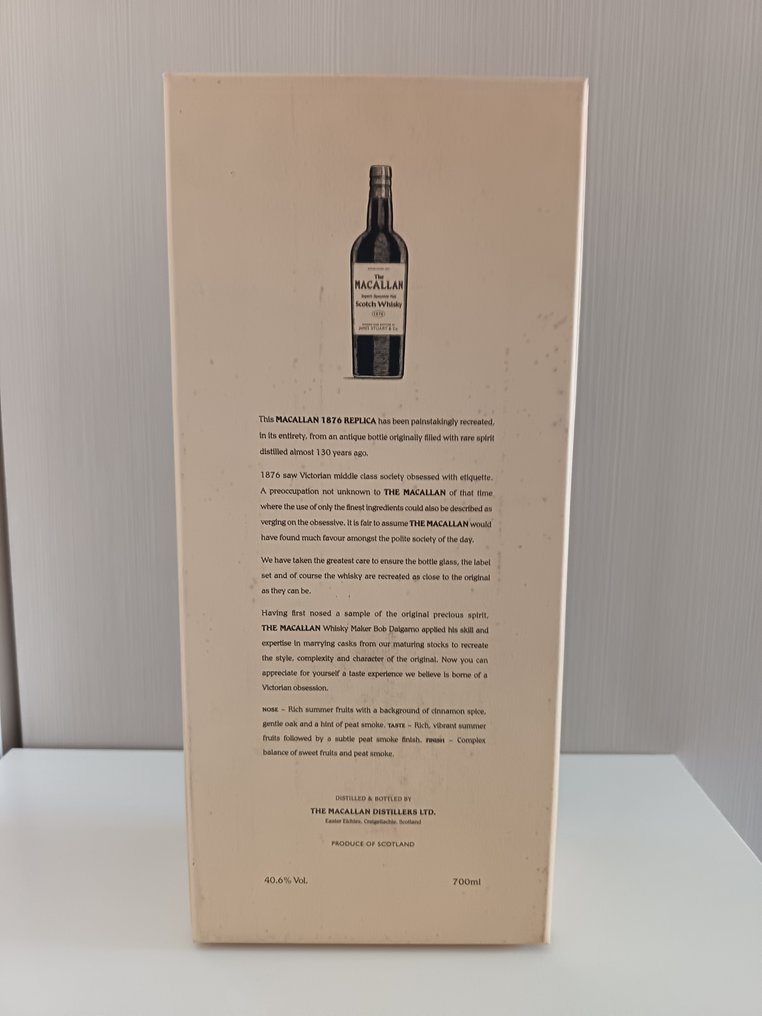 The
MACALLAN
Scotch Whisky
1876
JAMES STUART & Co.
This MACALLAN 1876 REPLICA has been painstakingly recreated,
in its entirety, from an antique bottle originally filled with rare spirit
distilled almost 130 years ago.
1876 saw Victorian middle class society obsessed with etiquette.
A preoccupation not unknown to THE MACALLAN of that time
where the use of only the finest ingredients could also be described as
verging on the obsessive. It is fair to assume THE MACALLAN would
have found much favour amongst the polite society of the day.
We have taken the greatest care to ensure the bottle glass, the label
set and of course the whisky are recreated as close to the original
as they can be.
Having first nosed a sample of the original precious spirit,
THE MACALLAN Whisky Maker Bob Dalgarno applied his skill and
expertise in marrying casks from our maturing stocks to recreate
the style, complexity and character of the original. Now you can
appreciate for yourself a taste experience we believe is borne of a
Victorian obsession.
NOSE – Rich summer fruits with a background of cinnamon spice,
gentle oak and a hint of peat smoke. TASTE – Rich, vibrant summer
fruits followed by a subtle peat smoke finish. FINISH – Complex
balance of sweet fruits and peat smoke.
DISTILLED & BOTTLED BY
THE MACALLAN DISTILLERS LTD.
Easter Elchies, Craigellachie, Scotland
PRODUCE OF SCOTLAND
40.6% Vol.
700ml